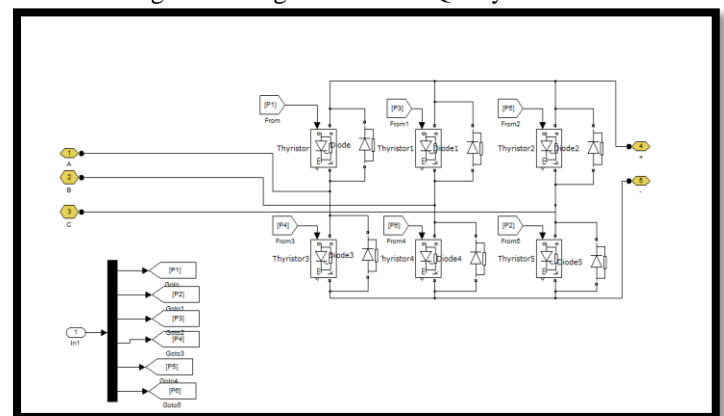 [P1]
From
[P3]
From1
[P5]
From2
Thyristor
Diode
Thyristor1
Diode1
Thyristor2
Diode2
1
A
2
B
3
C
4
+
5
-
[P4]
From3
[P6]
From4
[P2]
From5
Thyristor3
Diode3
Thyristor4
Diode4
Thyristor5
Diode5
1
In1
[P1]
Goto
[P2]
Goto1
[P3]
Goto2
[P4]
Goto3
[P5]
Goto4
[P6]
Goto5